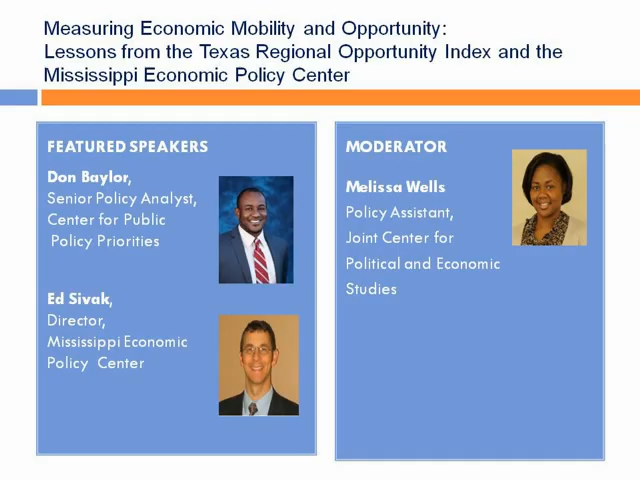 Measuring Economic Mobility and Opportunity:
Lessons from the Texas Regional Opportunity Index and the
Mississippi Economic Policy Center
FEATURED SPEAKERS
Don Baylor,
Senior Policy Analyst,
Center for Public
Policy Priorities
Ed Sivak,
Director,
Mississippi Economic
Policy Center
MODERATOR
Melissa Wells
Policy Assistant,
Joint Center for
Political and Economic
Studies